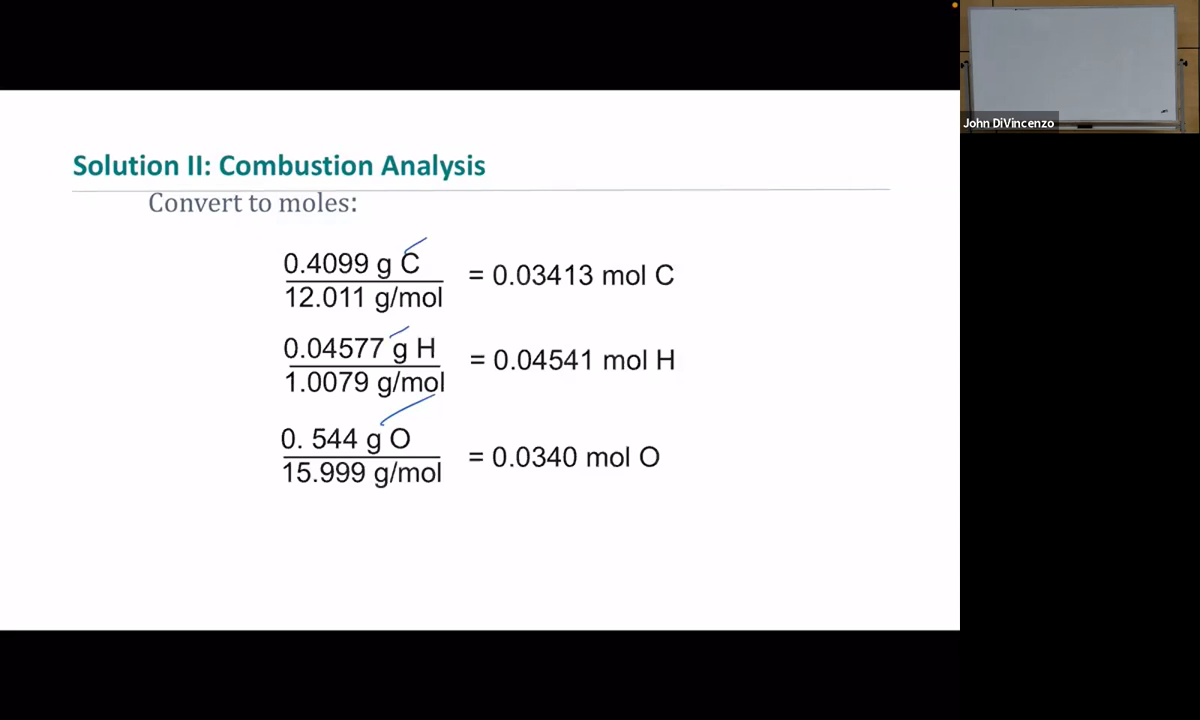 John DiVincenzo
Solution II: Combustion Analysis
Convert to moles:
0.4099 g C
12.011 g/mol
= 0.03413 mol C
0.04577 g H
1.0079 g/mol
= 0.04541 mol H
0. 544 g O
15.999 g/mol
= 0.0340 mol O